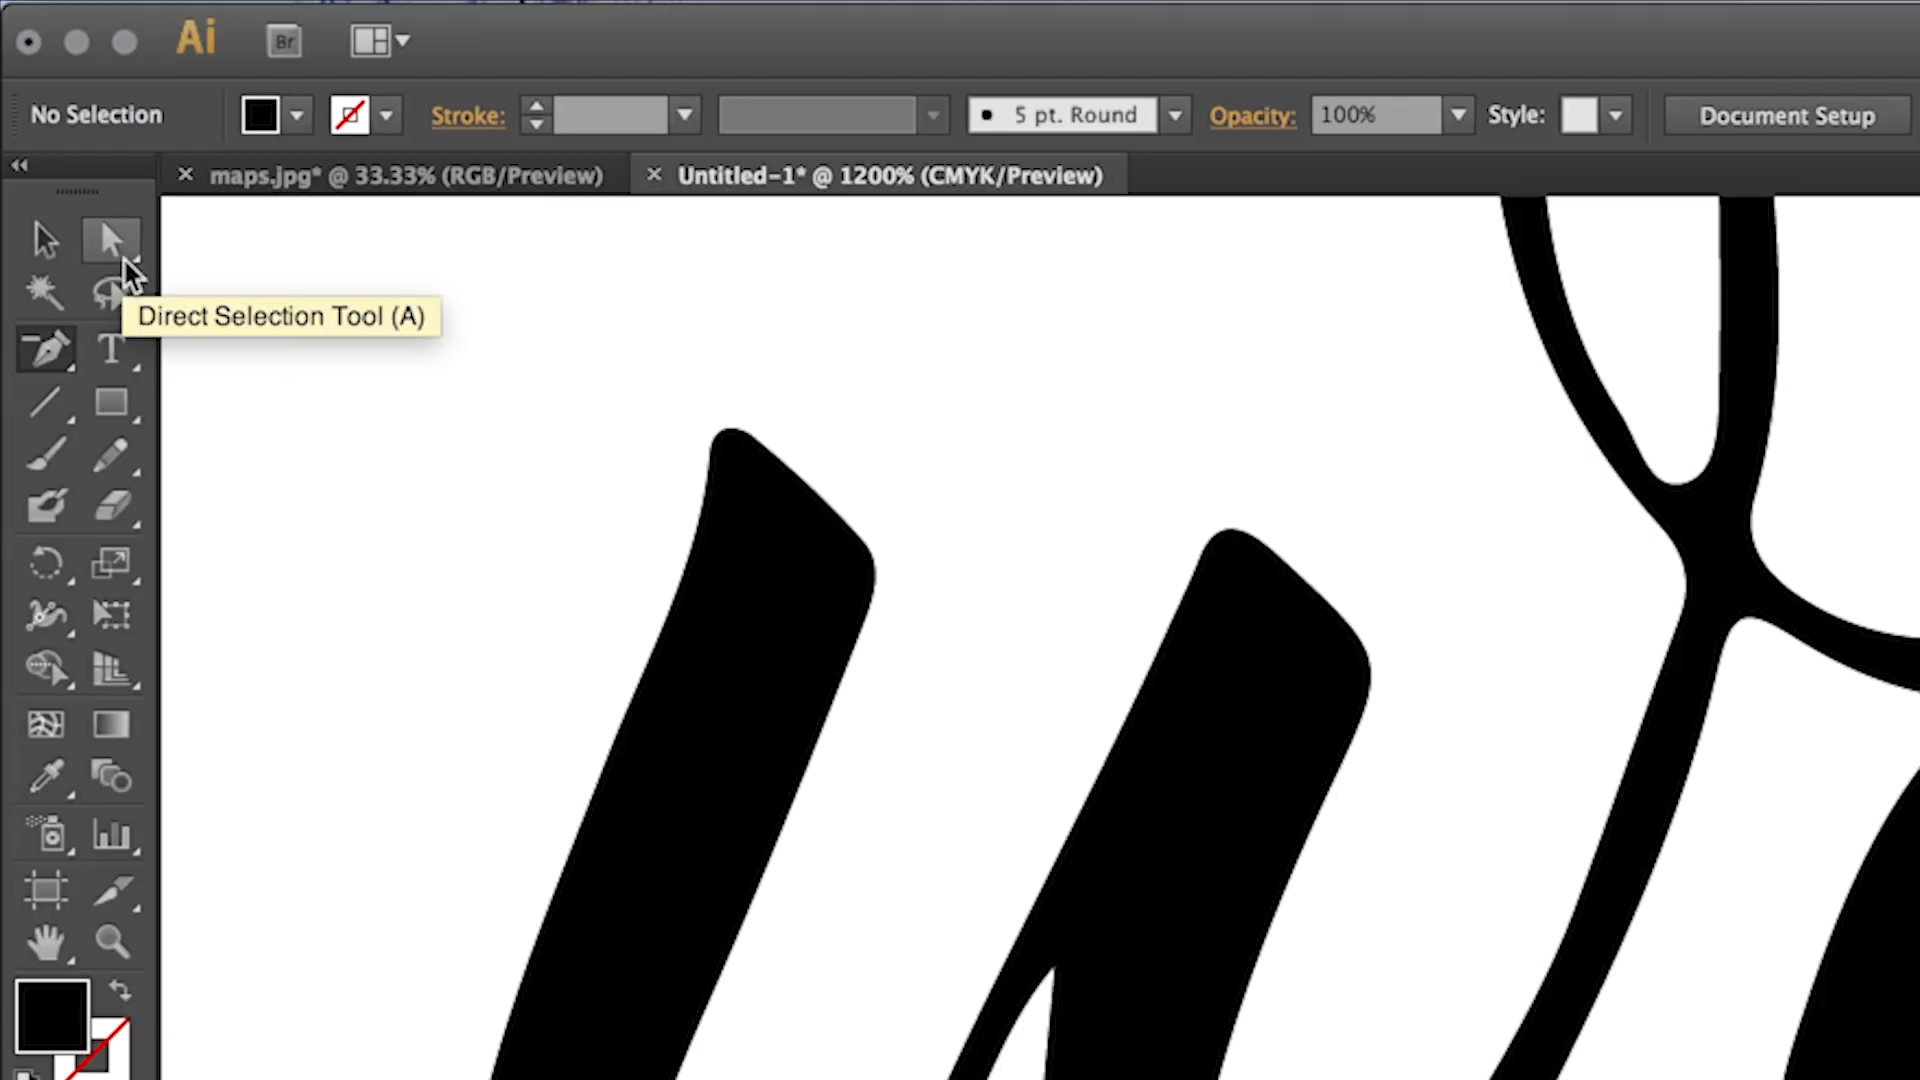 Ai Br
No Selection Stroke: 5 pt. Round Opacity: 100% Style: Document Setup
maps.jpg* @ 33.33% (RGB/Preview) Untitled-1* @ 1200% (CMYK/Preview)
Direct Selection Tool (A)
T